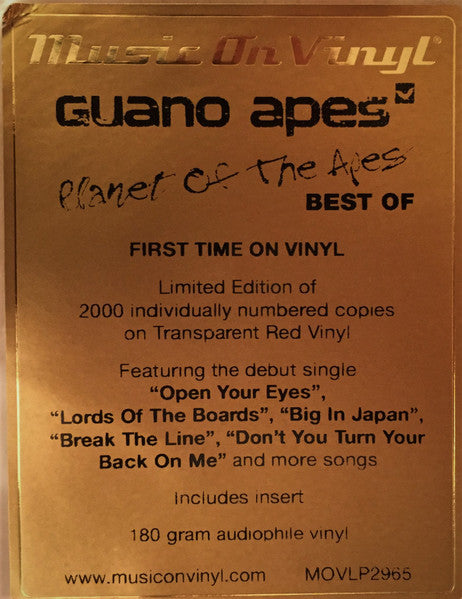 Music On Vinyl®
Guano apes
Planet Of The Apes
BEST OF
FIRST TIME ON VINYL
Limited Edition of
2000 individually numbered copies
on Transparent Red Vinyl
Featuring the debut single
“Open Your Eyes”,
“Lords Of The Boards”, “Big In Japan”,
“Break The Line”, “Don’t You Turn Your
Back On Me” and more songs
Includes insert
180 gram audiophile vinyl
www.musiconvinyl.com MOVLP2965